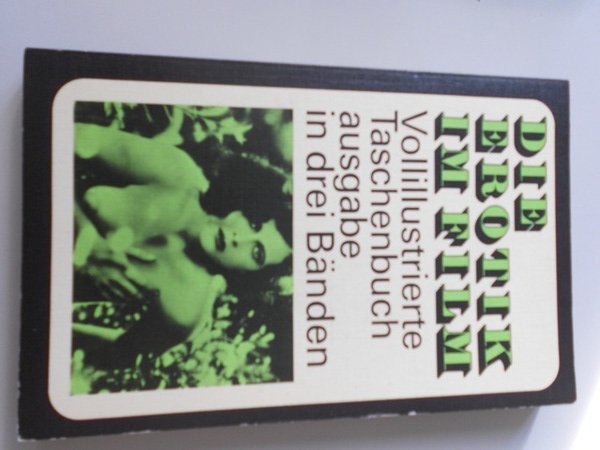 DIE
EROTIK
IM FILM
Vollillustrierte
Taschenbuch
ausgabe
in drei Bänden